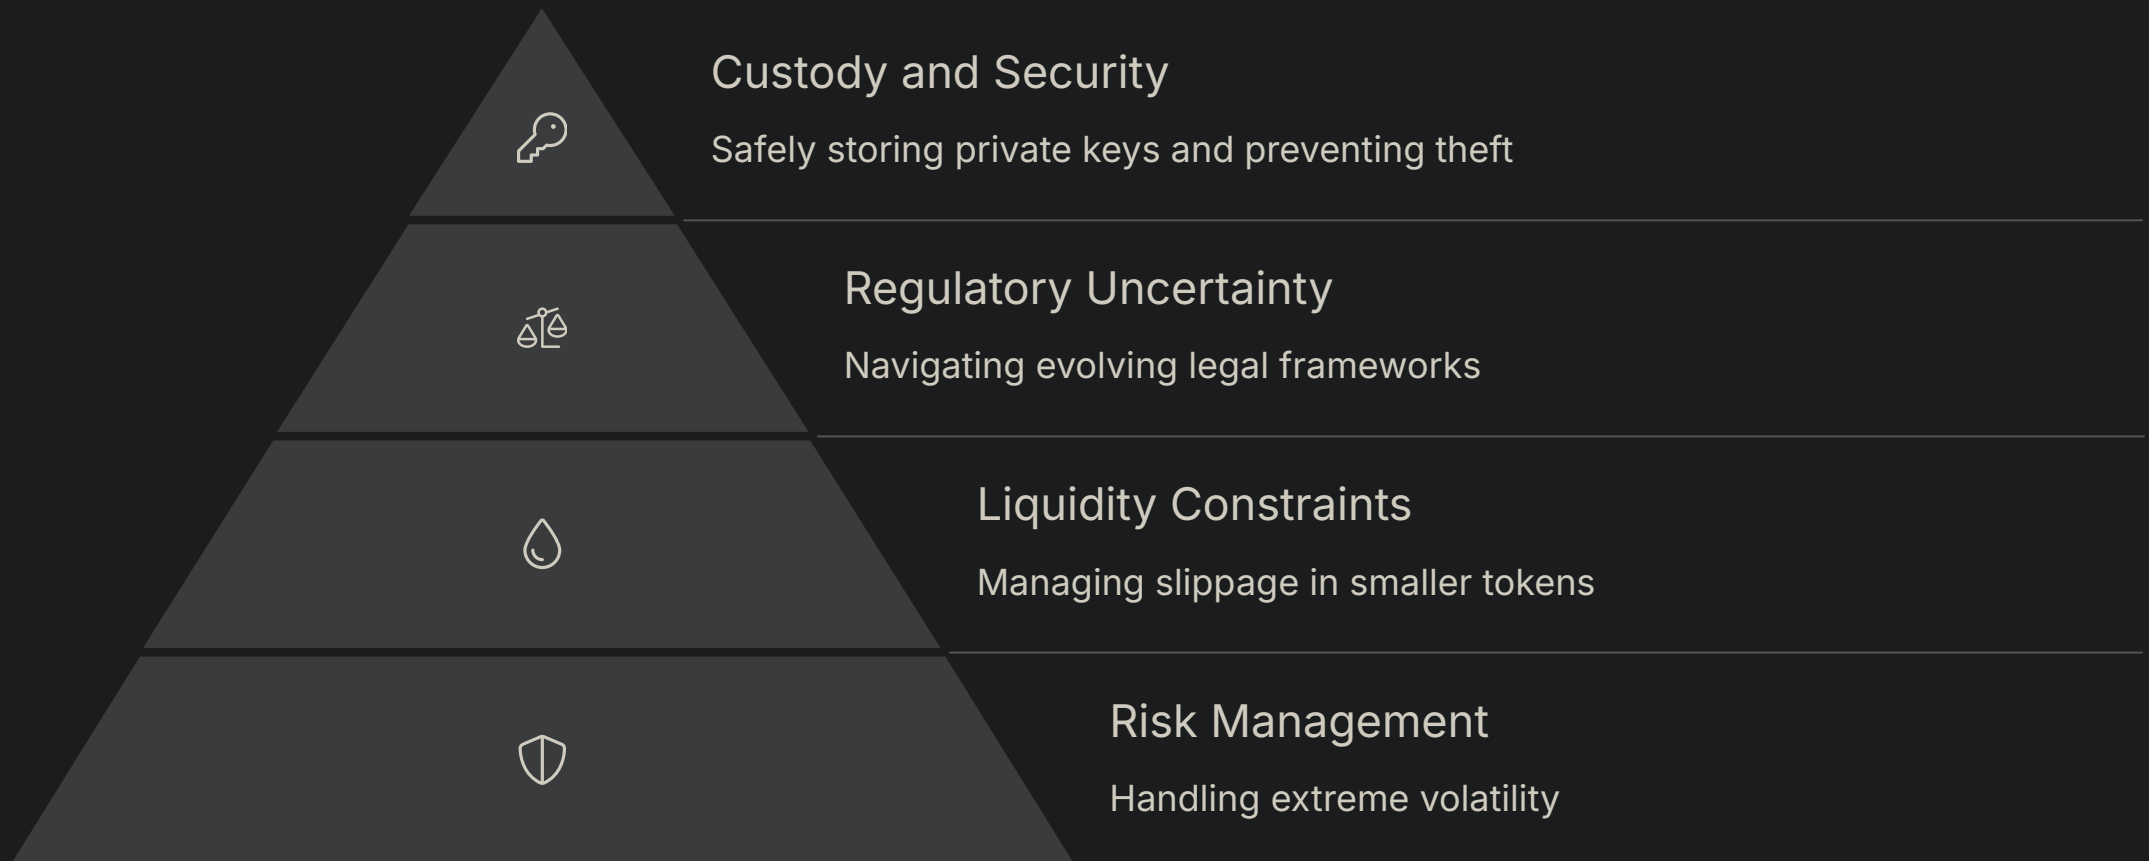 Custody and Security
Safely storing private keys and preventing theft
Regulatory Uncertainty
Navigating evolving legal frameworks
Liquidity Constraints
Managing slippage in smaller tokens
Risk Management
Handling extreme volatility